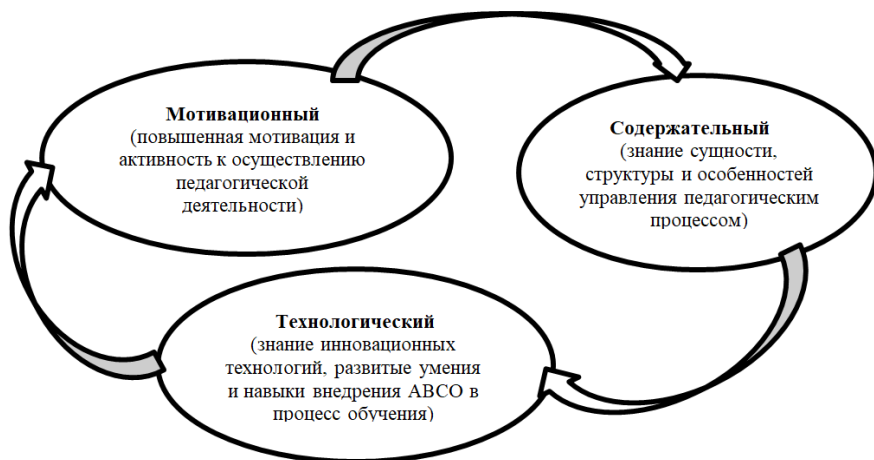 Мотивационный
(повышенная мотивация и
активность к осуществлению
педагогической
деятельности)
Содержательный
(знание сущности,
структуры и особенностей
управления педагогическим
процессом)
Технологический
(знание инновационных
технологий, развитые умения
и навыки внедрения АВСО в
процесс обучения)